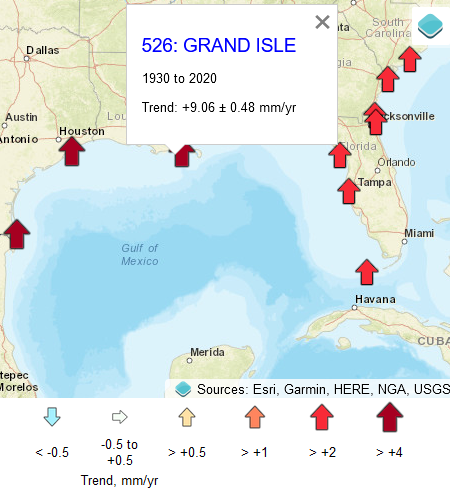 526: GRAND ISLE
1930 to 2020
Trend: +9.06 ± 0.48 mm/yr
South
Carolina
Dallas
Austin
Houston
Antonio
Jacksonville
Florida
Orlando
Tampa
Miami
Gulf of
Mexico
Havana
Merida
CUBA
Morelos
Sources: Esri, Garmin, HERE, NGA, USGS
< -0.5
-0.5 to
+0.5
> +0.5
> +1
> +2
> +4
Trend, mm/yr